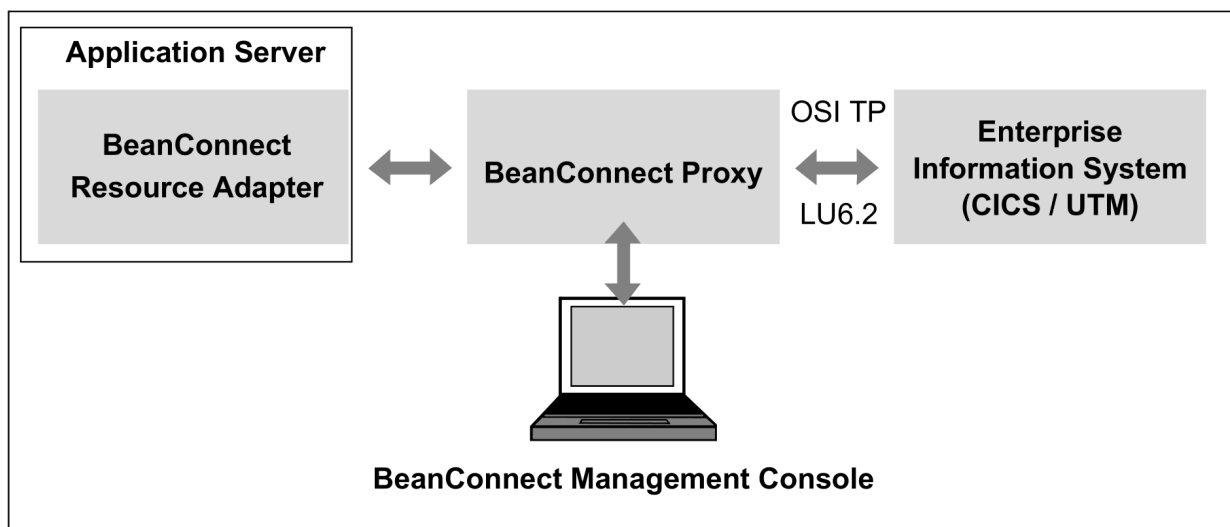 Application Server
BeanConnect
Resource Adapter
BeanConnect Proxy
OSI TP
LU6.2
Enterprise
Information System
(CICS / UTM)
BeanConnect Management Console